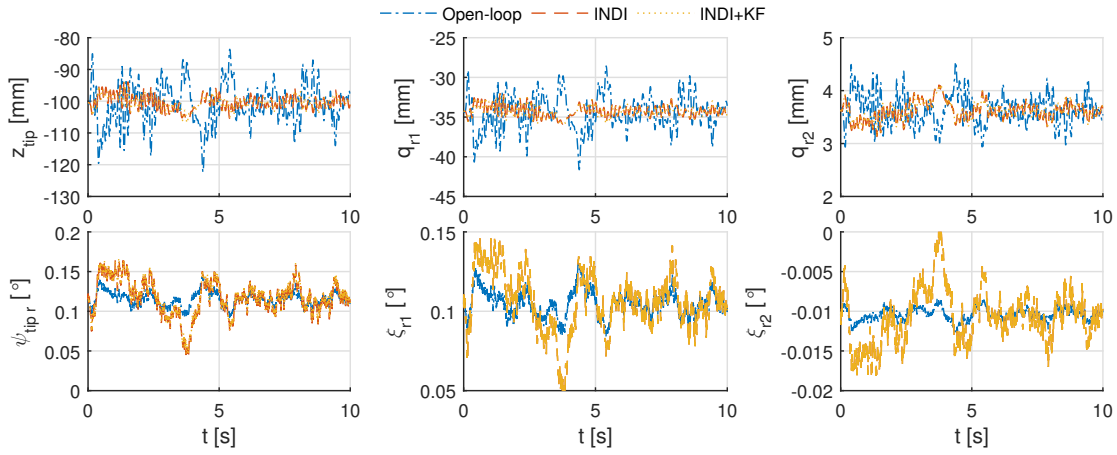 Open-loop INDI INDI+KF
-80
-90
-100
-110
-120
-130
z_tip [mm]
0 5 10
-25
-30
-35
-40
-45
q_r1 [mm]
0 5 10
5
4
3
2
q_r2 [mm]
0 5 10
0.2
0.15
0.1
0.05
0
ψ_tip r [°]
0 5 10
t [s]
0.15
0.1
0.05
ξ_r1 [°]
0 5 10
t [s]
0
-0.005
-0.01
-0.015
-0.02
ξ_r2 [°]
0 5 10
t [s]